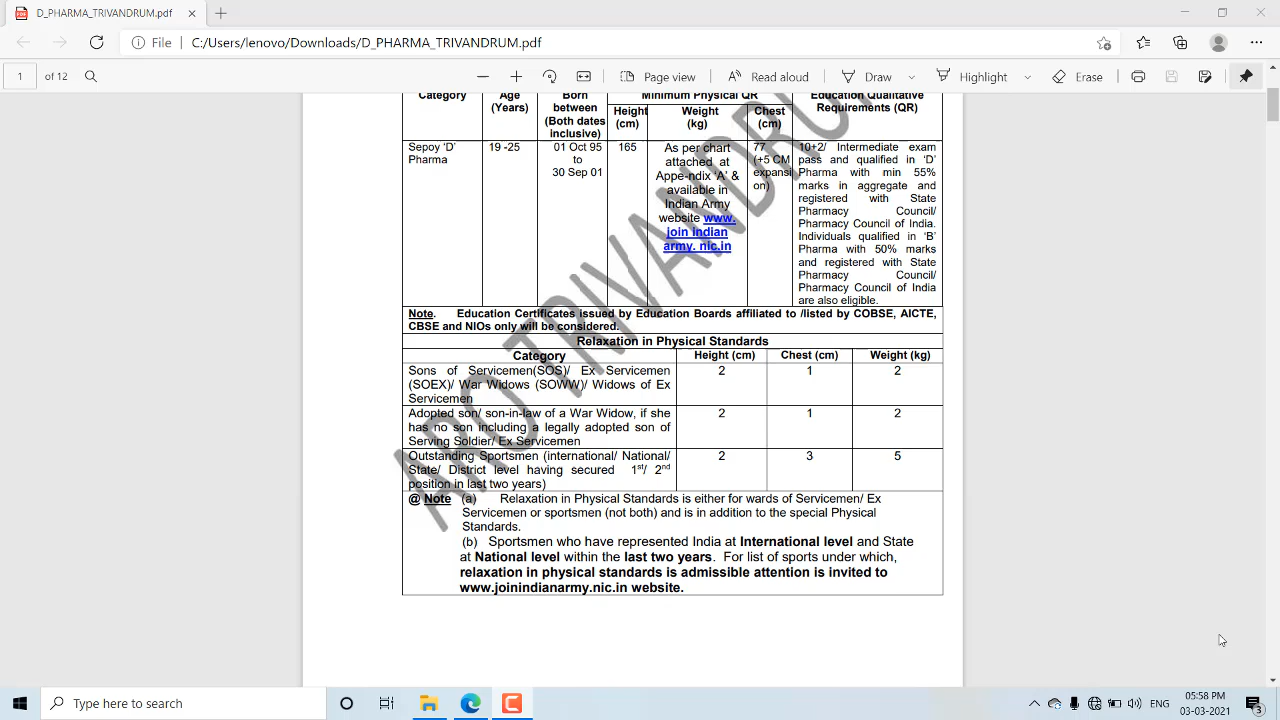 D_PHARMA_TRIVANDRUM.pdf
File C:/Users/lenovo/Downloads/D_PHARMA_TRIVANDRUM.pdf
1 of 12 Page view Read aloud Draw Highlight Erase
Category Age (Years) Born between (Both dates inclusive) Minimum Physical QR Education Qualitative Requirements (QR)
Height (cm) Weight (kg) Chest (cm)
Sepoy ‘D’ Pharma
19 -25
01 Oct 95
to
30 Sep 01
165
As per chart
attached at
Appe-ndix ‘A’ &
available in
Indian Army
website www.
join indian
army. nic.in
77
(+5 CM
expansi
on)
10+2/ Intermediate exam
pass and qualified in ‘D’
Pharma with min 55%
marks in aggregate and
registered with State
Pharmacy Council/
Pharmacy Council of India.
Individuals qualified in ‘B’
Pharma with 50% marks
and registered with State
Pharmacy Council/
Pharmacy Council of India
are also eligible.
Note. Education Certificates issued by Education Boards affiliated to /listed by COBSE, AICTE,
CBSE and NIOs only will be considered.
Relaxation in Physical Standards
Category Height (cm) Chest (cm) Weight (kg)
Sons of Servicemen(SOS)/ Ex Servicemen 2 1 2
(SOEX)/ War Widows (SOWW)/ Widows of Ex
Servicemen
Adopted son/ son-in-law of a War Widow, if she 2 1 2
has no son including a legally adopted son of
Serving Soldier/ Ex Servicemen
Outstanding Sportsmen (international/ National/ 2 3 5
State/ District level having secured 1st/ 2nd
position in last two years)
@ Note (a) Relaxation in Physical Standards is either for wards of Servicemen/ Ex
Servicemen or sportsmen (not both) and is in addition to the special Physical
Standards.
(b) Sportsmen who have represented India at International level and State
at National level within the last two years. For list of sports under which,
relaxation in physical standards is admissible attention is invited to
www.joinindianarmy.nic.in website.
ARO TRIVANDRUM
Type here to search
ENG
05:58 PM
03-03-2021
3